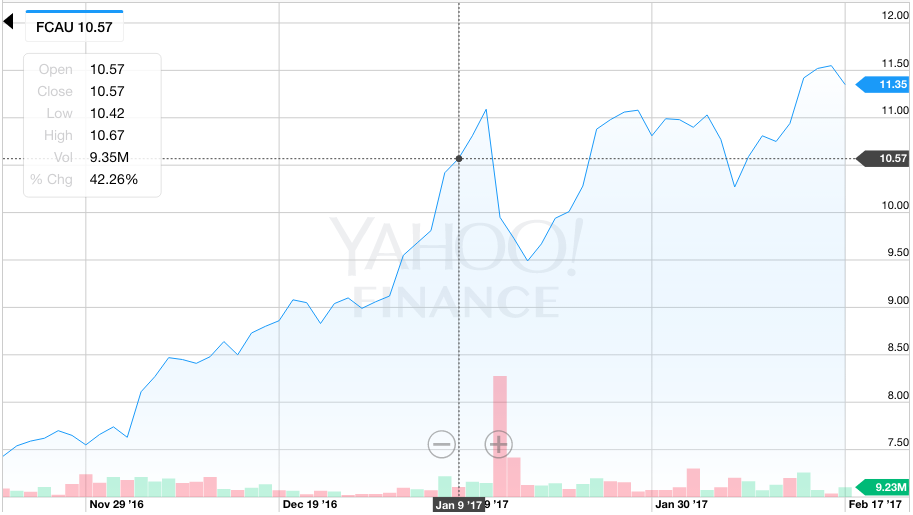 FCAU 10.57
Open 10.57
Close 10.57
Low 10.42
High 10.67
Vol 9.35M
% Chg 42.26%
12.00
11.50
11.35
11.00
10.57
10.00
9.50
9.00
8.50
8.00
7.50
9.23M
YAHOO!
FINANCE
Nov 29 '16
Dec 19 '16
Jan 9 '17
9 '17
Jan 30 '17
Feb 17 '17